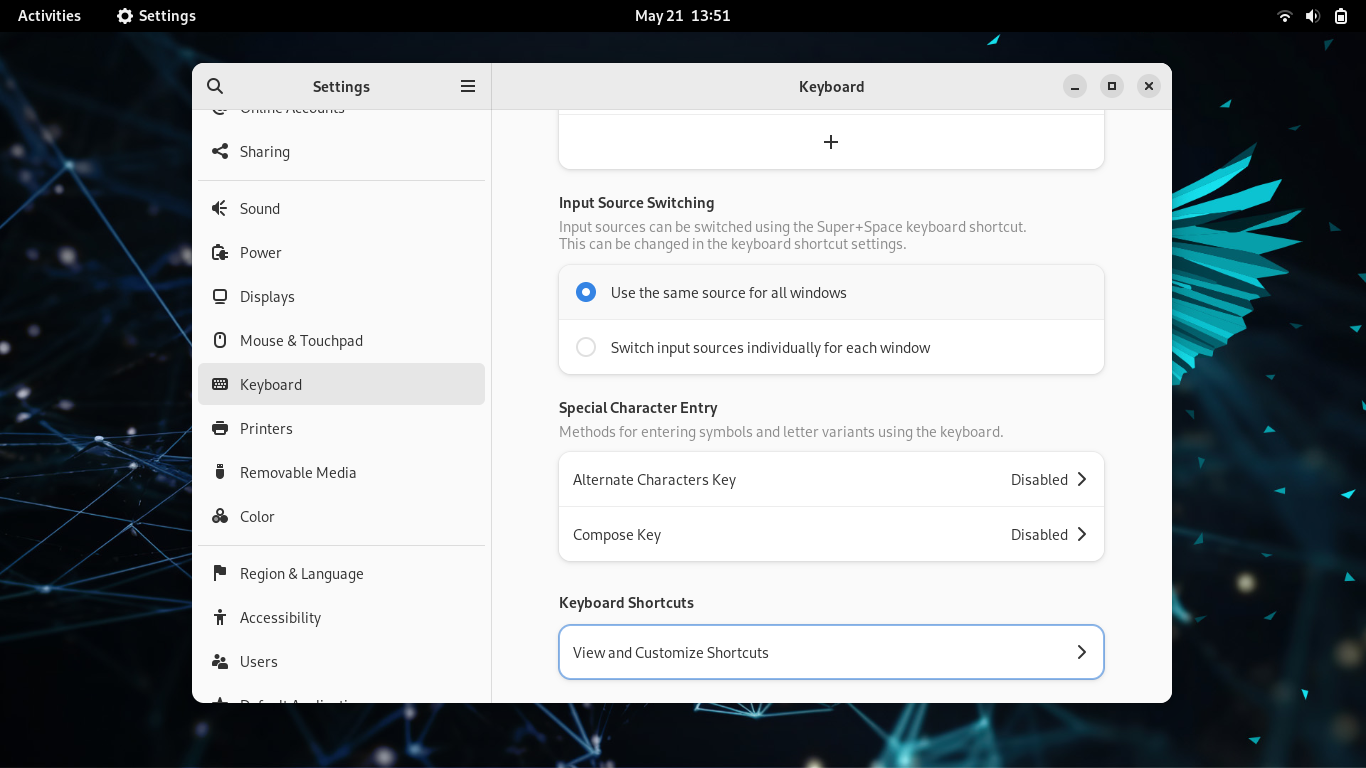 Activities
Settings
May 21 13:51
Settings
Keyboard
Online Accounts
Sharing
Sound
Power
Displays
Mouse & Touchpad
Keyboard
Printers
Removable Media
Color
Region & Language
Accessibility
Users
Input Source Switching
Input sources can be switched using the Super+Space keyboard shortcut.
This can be changed in the keyboard shortcut settings.
Use the same source for all windows
Switch input sources individually for each window
Special Character Entry
Methods for entering symbols and letter variants using the keyboard.
Alternate Characters Key Disabled
Compose Key Disabled
Keyboard Shortcuts
View and Customize Shortcuts